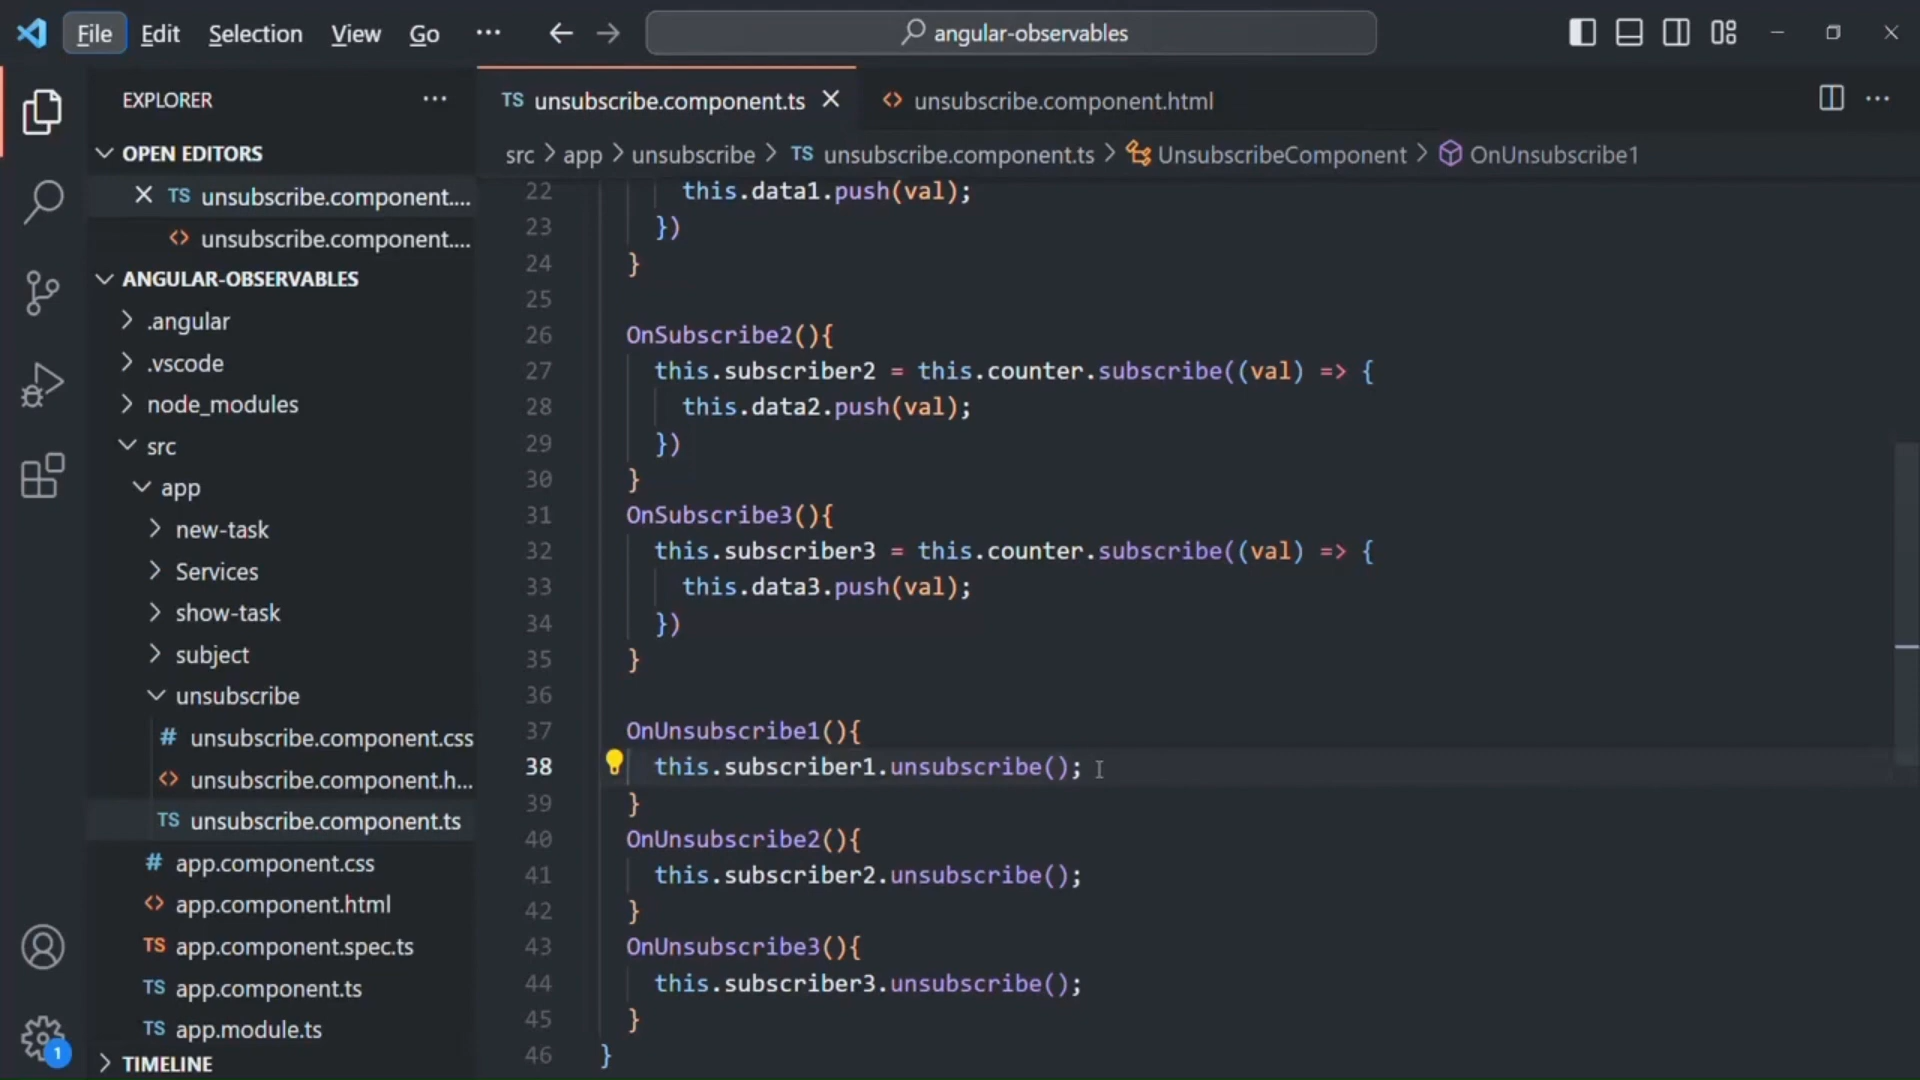 File Edit Selection View Go ··· angular-observables
EXPLORER ···
OPEN EDITORS
TS unsubscribe.component....
<> unsubscribe.component....
ANGULAR-OBSERVABLES
.angular
.vscode
node_modules
src
app
new-task
Services
show-task
subject
unsubscribe
# unsubscribe.component.css
<> unsubscribe.component.h...
TS unsubscribe.component.ts
# app.component.css
<> app.component.html
TS app.component.spec.ts
TS app.component.ts
TS app.module.ts
TIMELINE
1
TS unsubscribe.component.ts <> unsubscribe.component.html ···
src > app > unsubscribe > TS unsubscribe.component.ts > UnsubscribeComponent > OnUnsubscribe1
22 this.data1.push(val);
23 })
24 }
25
26 OnSubscribe2(){
27 this.subscriber2 = this.counter.subscribe((val) => {
28 this.data2.push(val);
29 })
30 }
31 OnSubscribe3(){
32 this.subscriber3 = this.counter.subscribe((val) => {
33 this.data3.push(val);
34 })
35 }
36
37 OnUnsubscribe1(){
38 this.subscriber1.unsubscribe();
39 }
40 OnUnsubscribe2(){
41 this.subscriber2.unsubscribe();
42 }
43 OnUnsubscribe3(){
44 this.subscriber3.unsubscribe();
45 }
46 }